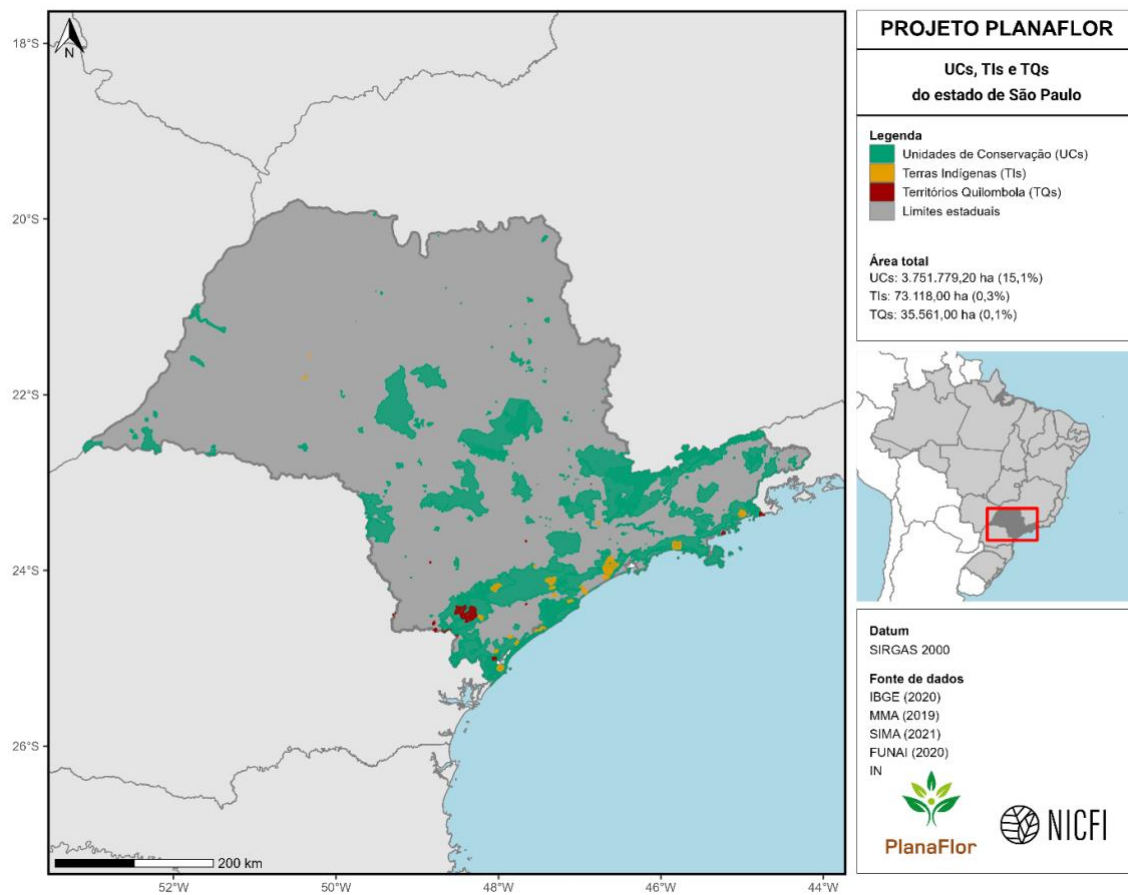 18°S
20°S
22°S
24°S
26°S
52°W
50°W
48°W
46°W
44°W
N
200 km
PROJETO PLANAFLOR
UCs, TIs e TQs
do estado de São Paulo
Legenda
Unidades de Conservação (UCs)
Terras Indígenas (TIs)
Territórios Quilombola (TQs)
Limites estaduais
Área total
UCs: 3.751.779,20 ha (15,1%)
TIs: 73.118,00 ha (0,3%)
TQs: 35.561,00 ha (0,1%)
Datum
SIRGAS 2000
Fonte de dados
IBGE (2020)
MMA (2019)
SIMA (2021)
FUNAI (2020)
IN
PlanaFlor
NICFI